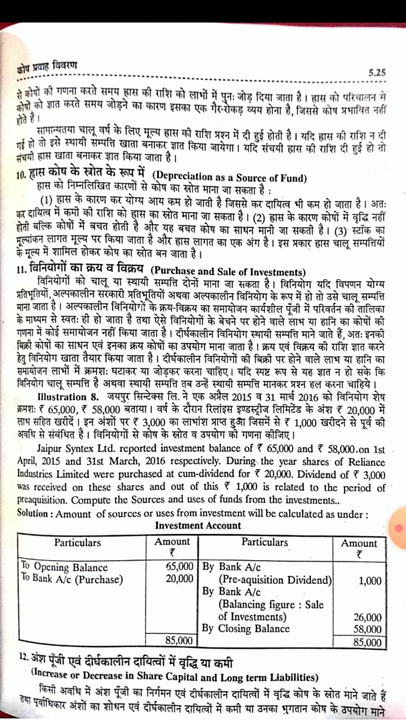 कोष प्रवाह विवरण
5.25
से कोषों की गणना करते समय ह्रास की राशि को लाभों में पुनः जोड़ दिया जाता है। ह्रास को परिचालन से
कोषों को ज्ञात करते समय जोड़ने का कारण इसका एक गैर-रोकड़ व्यय होना है, जिससे कोष प्रभावित नहीं
होते हैं।
सामान्यतया चालू वर्ष के लिए मूल्य ह्रास की राशि प्रश्न में दी हुई होती है। यदि ह्रास की राशि न दी
गई हो तो इसे स्थायी सम्पत्ति खाता बनाकर ज्ञात किया जायेगा। यदि संचयी ह्रास की राशि दी हुई हो तो
संचयी ह्रास खाता बनाकर ज्ञात किया जाता है।
10. ह्रास कोष के स्रोत के रूप में (Depreciation as a Source of Fund)
ह्रास को निम्नलिखित कारणों से कोष का स्रोत माना जा सकता है :
(1) ह्रास के कारण कर योग्य आय कम हो जाती है जिससे कर दायित्व भी कम हो जाता है। अतः
कर दायित्व में कमी की राशि को ह्रास का स्रोत माना जा सकता है। (2) ह्रास के कारण कोषों में वृद्धि नहीं
होती बल्कि कोषों में बचत होती है और यह बचत कोष का साधन मानी जा सकती है। (3) स्टॉक का
मूल्यांकन लागत मूल्य पर किया जाता है और ह्रास लागत का एक अंग है। इस प्रकार ह्रास चालू सम्पत्तियों
के मूल्य में शामिल होकर कोष का स्रोत बन जाता है।
11. विनियोगों का क्रय व विक्रय (Purchase and Sale of Investments)
विनियोगों को चालू या स्थायी सम्पत्ति दोनों माना जा सकता है। विनियोग यदि विपणन योग्य
प्रतिभूतियों, अल्पकालीन सरकारी प्रतिभूतियों अथवा अल्पकालीन विनियोग के रूप में हो तो उसे चालू सम्पत्ति
माना जाता है। अल्पकालीन विनियोगों के क्रय-विक्रय का समायोजन कार्यशील पूँजी में परिवर्तन की तालिका
के माध्यम से स्वतः ही हो जाता है तथा ऐसे विनियोगों के बेचने पर होने वाले लाभ या हानि का कोषों की
गणना में कोई समायोजन नहीं किया जाता है। दीर्घकालीन विनियोग स्थायी सम्पत्ति माने जाते हैं, अतः इनकी
बिक्री कोषों का साधन एवं इनका क्रय कोषों का उपयोग माना जाता है। क्रय एवं विक्रय की राशि ज्ञात करने
हेतु विनियोग खाता तैयार किया जाता है। दीर्घकालीन विनियोगों की बिक्री पर होने वाले लाभ या हानि का
समायोजन लाभों में क्रमशः घटाकर या जोड़कर करना चाहिए। यदि स्पष्ट रूप से यह ज्ञात न हो सके कि
विनियोग चालू सम्पत्ति है अथवा स्थायी सम्पत्ति तब उन्हें स्थायी सम्पत्ति मानकर प्रश्न हल करना चाहिये।
Illustration 8. जयपुर सिन्टेक्स लि. ने एक अप्रैल 2015 व 31 मार्च 2016 को विनियोग शेष
क्रमशः ₹ 65,000, ₹ 58,000 बताया। वर्ष के दौरान रिलाइंस इण्डस्ट्रीज लिमिटेड के अंश ₹ 20,000 में
लाभ सहित खरीदें। इन अंशों पर ₹ 3,000 का लाभांश प्राप्त हुआ जिसमें से ₹ 1,000 खरीदने से पूर्व की
अवधि से संबंधित है। विनियोगों से कोष के स्रोत व उपयोग की गणना कीजिए।
Jaipur Syntex Ltd. reported investment balance of ₹ 65,000 and ₹ 58,000.on 1st
April, 2015 and 31st March, 2016 respectively. During the year shares of Reliance
Industries Limited were purchased at cum-dividend for ₹ 20,000. Dividend of ₹ 3,000
was received on these shares and out of this ₹ 1,000 is related to the period of
preaquisition. Compute the Sources and uses of funds from the investments..
Solution : Amount of sources or uses from investment will be calculated as under :
Investment Account
Particulars Amount ₹ Particulars Amount ₹
To Opening Balance 65,000 By Bank A/c
To Bank A/c (Purchase) 20,000 (Pre-aquisition Dividend) 1,000
By Bank A/c
(Balancing figure : Sale
of Investments) 26,000
By Closing Balance 58,000
85,000 85,000
12. अंश पूँजी एवं दीर्घकालीन दायित्वों में वृद्धि या कमी
(Increase or Decrease in Share Capital and Long term Liabilities)
किसी अवधि में अंश पूँजी का निर्गमन एवं दीर्घकालीन दायित्वों में वृद्धि कोष के स्रोत माने जाते हैं
तथा पूर्वाधिकार अंशों का शोधन एवं दीर्घकालीन दायित्वों में कमी या उनका भुगतान कोष के उपयोग माने